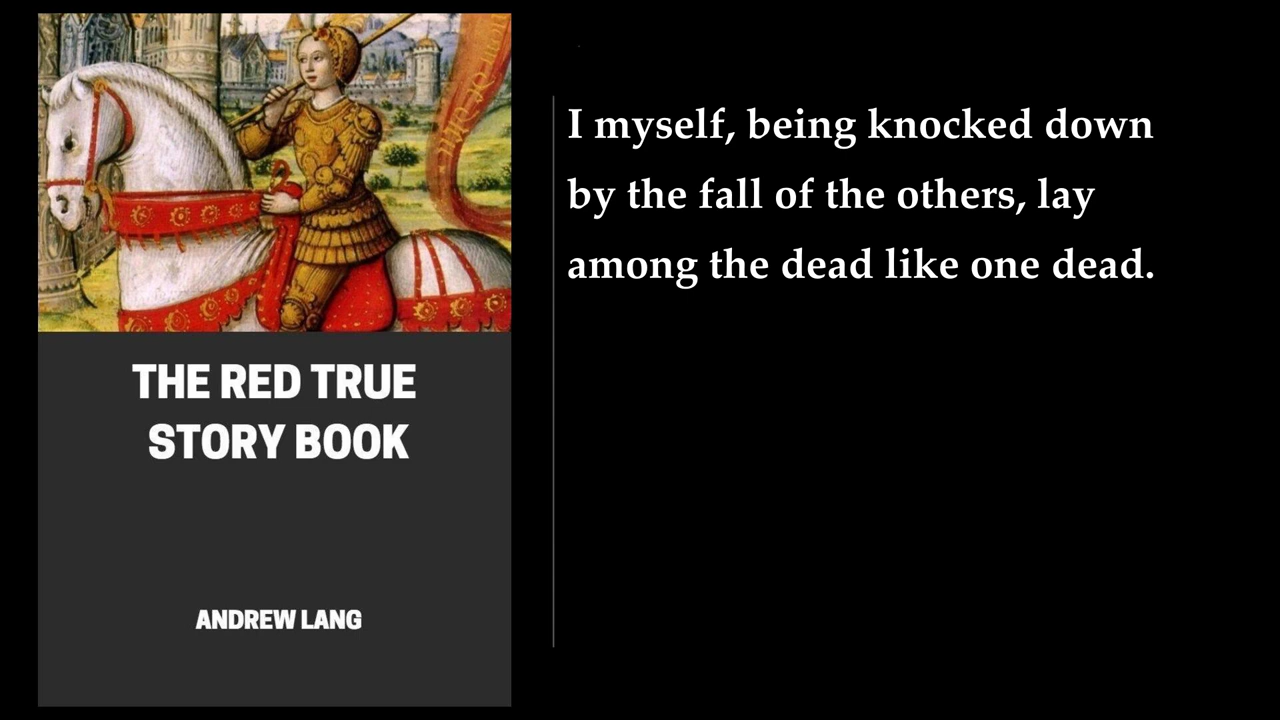 THE RED TRUE
STORY BOOK
ANDREW LANG
I myself, being knocked down
by the fall of the others, lay
among the dead like one dead.